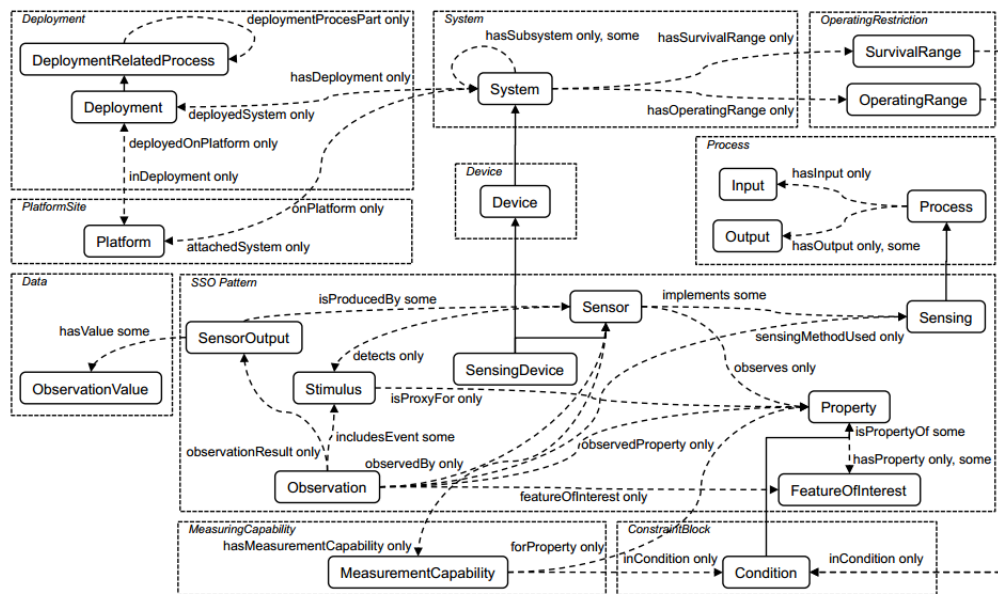 Deployment
deploymentProcesPart only
DeploymentRelatedProcess
Deployment
hasDeployment only
deployedSystem only
deployedOnPlatform only
inDeployment only
System
hasSubsystem only, some
System
hasSurvivalRange only
hasOperatingRange only
OperatingRestriction
SurvivalRange
OperatingRange
Process
hasInput only
Input
Process
Output
hasOutput only, some
Device
Device
PlatformSite
onPlatform only
Platform
attachedSystem only
Data
hasValue some
ObservationValue
SSO Pattern
isProducedBy some
Sensor
implements some
Sensing
SensorOutput
sensingMethodUsed only
detects only
SensingDevice
Stimulus
observes only
isProxyFor only
Property
isPropertyOf some
includesEvent some
observedProperty only
observationResult only
observedBy only
hasProperty only, some
Observation
featureOfInterest only
FeatureOfInterest
MeasuringCapability
hasMeasurementCapability only
forProperty only
MeasurementCapability
ConstraintBlock
inCondition only
Condition
inCondition only